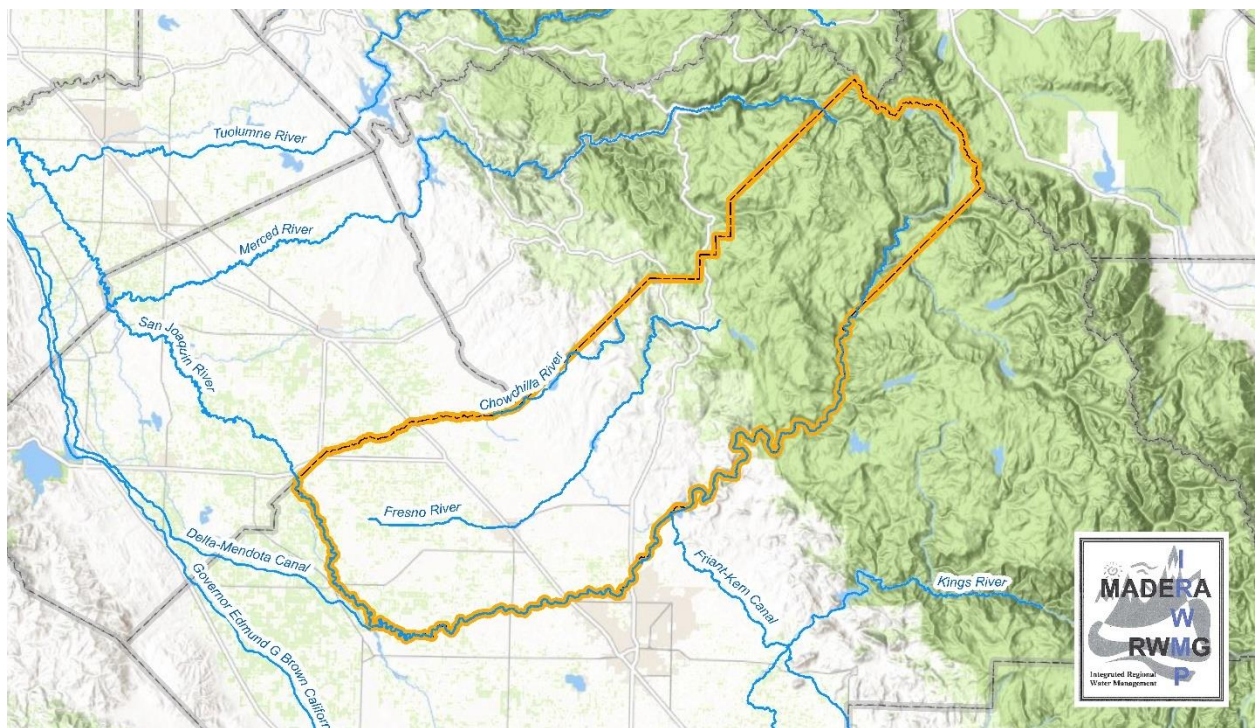 Tuolumne River
Merced River
San Joaquin River
Chowchilla River
Fresno River
Delta-Mendota Canal
Governor Edmund G Brown Californ
Friant-Kern Canal
Kings River
I
MADERA
R
W
RWMG
M
Integrated Regional
Water Management
P